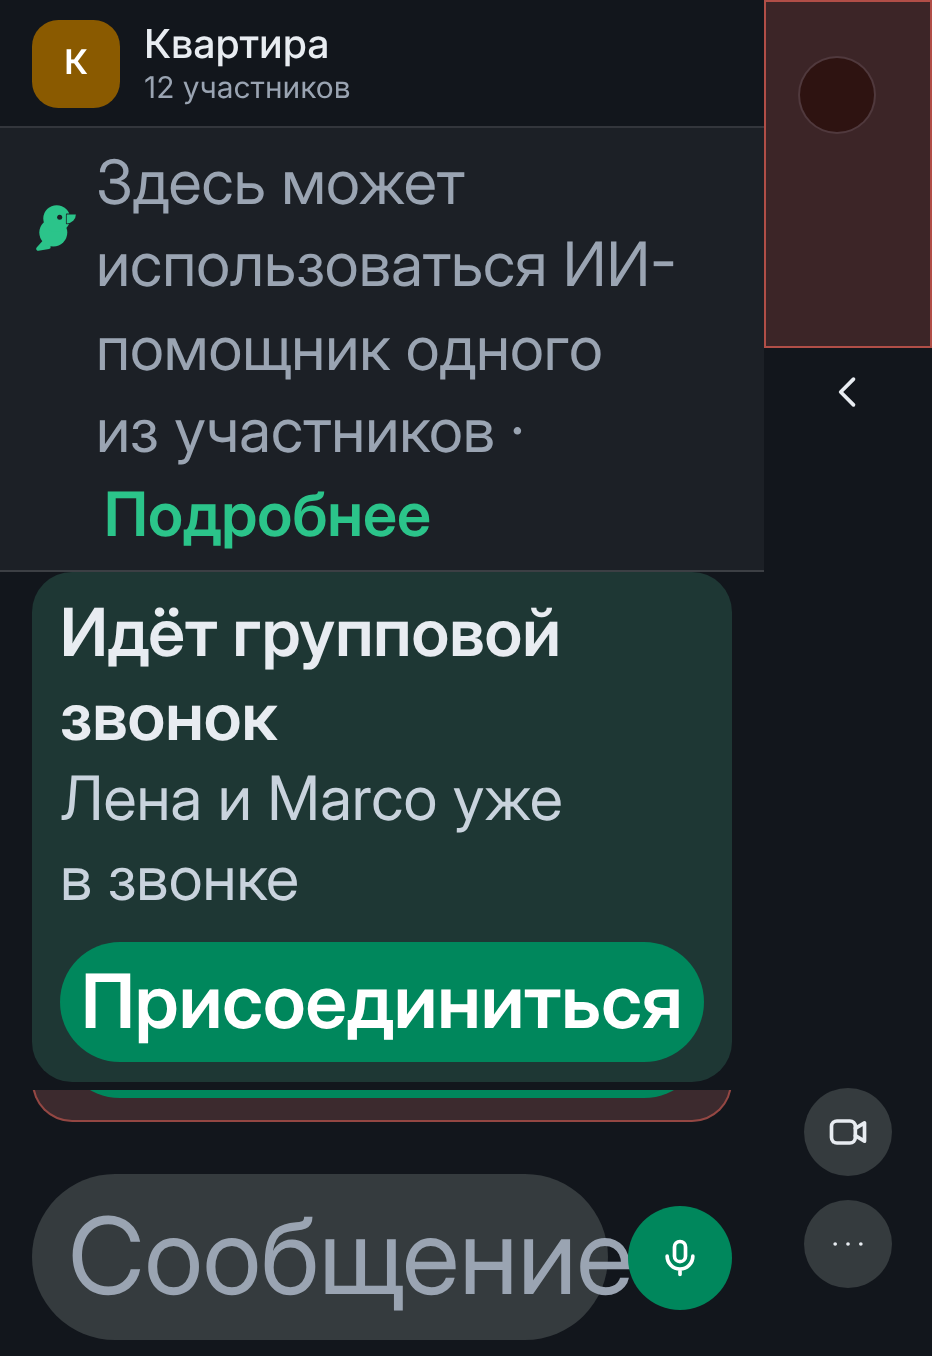 К
Квартира
12 участников
Здесь может
использоваться ИИ-
помощник одного
из участников ·
Подробнее
Идёт групповой
звонок
Лена и Marco уже
в звонке
Присоединиться
Сообщение